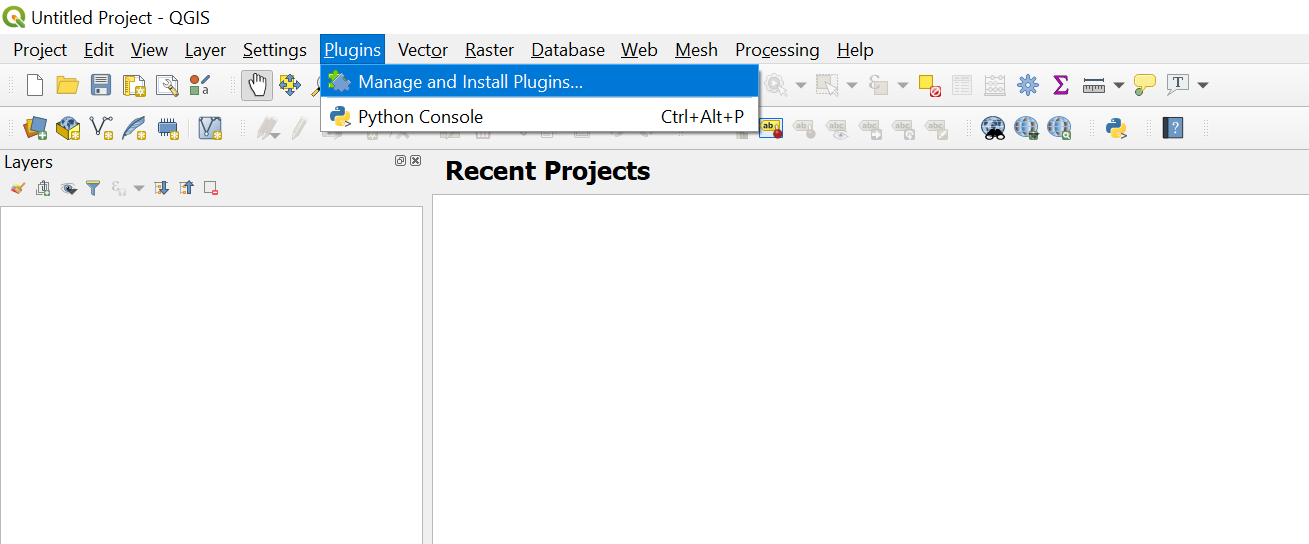 Untitled Project - QGIS
Project Edit View Layer Settings Plugins Vector Raster Database Web Mesh Processing Help
Manage and Install Plugins...
Python Console Ctrl+Alt+P
Layers
Recent Projects